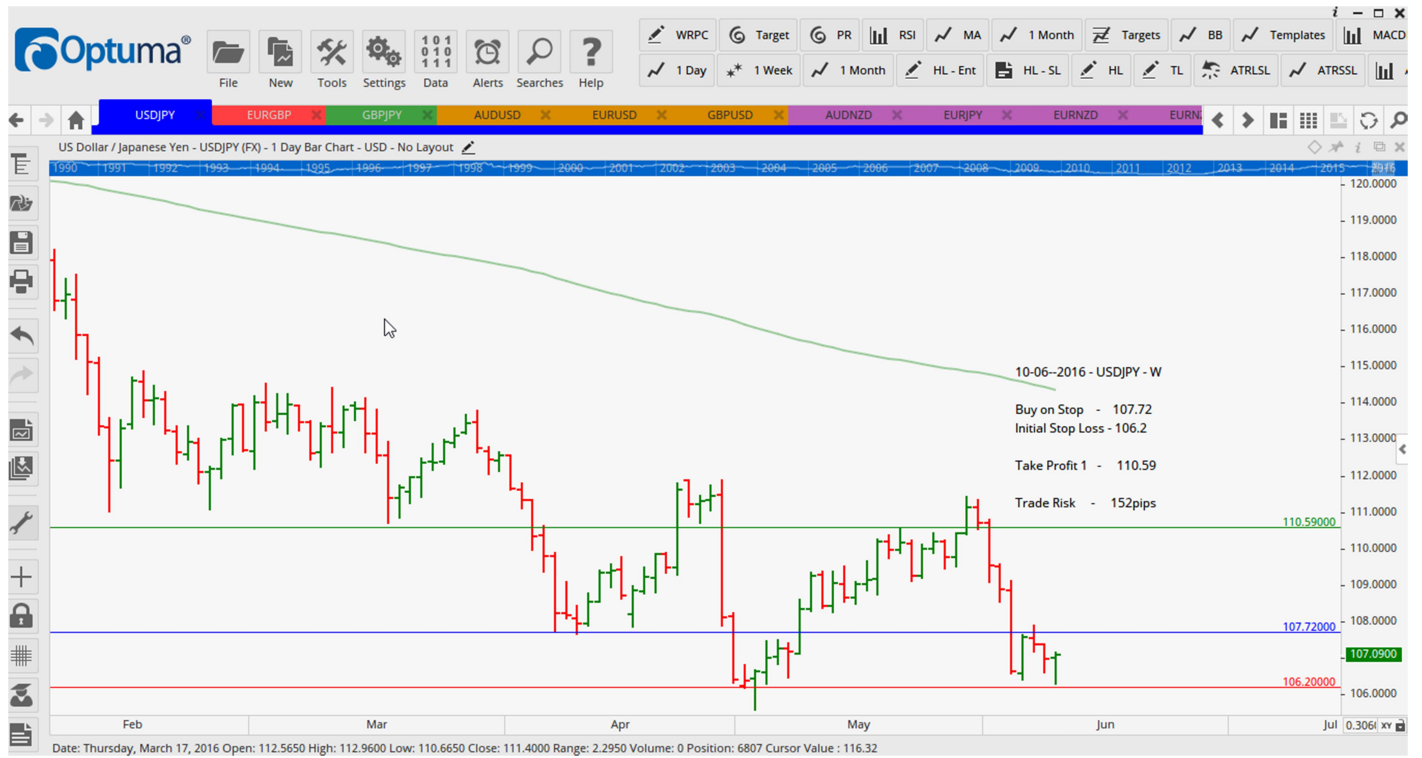 i
Optuma®
WRPC Target PR RSI MA 1 Month Targets BB Templates MACD
1 Day 1 Week 1 Month HL - Ent HL - SL HL TL ATRLSL ATRSSL
101
010
111
File New Tools Settings Data Alerts Searches Help
USDJPY EURGBP GBPJPY AUDUSD EURUSD GBPUSD AUDNZD EURJPY EURNZD EURN
US Dollar / Japanese Yen - USDJPY (FX) - 1 Day Bar Chart - USD - No Layout
1990 1991 1992 1993 1994 1995 1996 1997 1998 1999 2000 2001 2002 2003 2004 2005 2006 2007 2008 2009 2010 2011 2012 2013 2014 2015 2016
120.0000
119.0000
118.0000
117.0000
116.0000
115.0000
10-06--2016 - USDJPY - W
114.0000
Buy on Stop - 107.72
Initial Stop Loss - 106.2
113.0000
Take Profit 1 - 110.59
112.0000
Trade Risk - 152pips
111.0000
110.59000
110.0000
109.0000
108.0000
107.72000
107.0900
106.20000
106.0000
Feb Mar Apr May Jun Jul XY
Date: Thursday, March 17, 2016 Open: 112.5650 High: 112.9600 Low: 110.6650 Close: 111.4000 Range: 2.2950 Volume: 0 Position: 6807 Cursor Value : 116.32